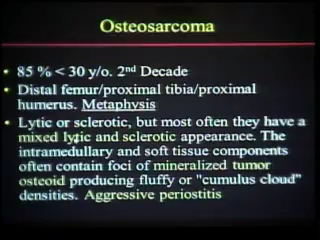 Osteosarcoma
• 85 % < 30 y/o. 2nd Decade
• Distal femur/proximal tibia/proximal
humerus. Metaphysis
• Lytic or sclerotic, but most often they have a
mixed lytic and sclerotic appearance. The
intramedullary and soft tissue components
often contain foci of mineralized tumor
osteoid producing fluffy or "cumulus cloud"
densities. Aggressive periostitis